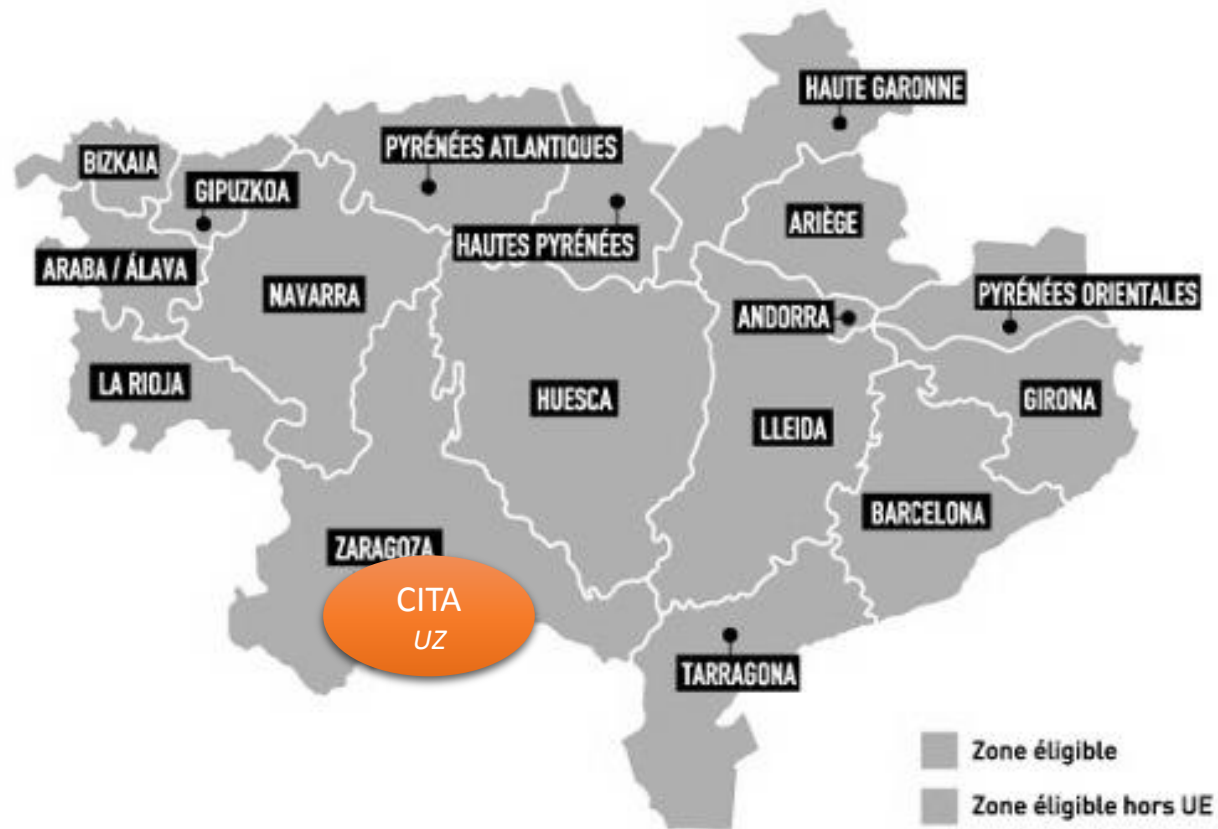 HAUTE GARONNE
PYRÉNÉES ATLANTIQUES
BIZKAIA
GIPUZKOA
ARIÈGE
HAUTES PYRÉNÉES
ARABA / ÁLAVA
NAVARRA
PYRÉNÉES ORIENTALES
ANDORRA
LA RIOJA
HUESCA
GIRONA
LLEIDA
BARCELONA
ZARAGOZA
CITA
UZ
TARRAGONA
Zone éligible
Zone éligible hors UE